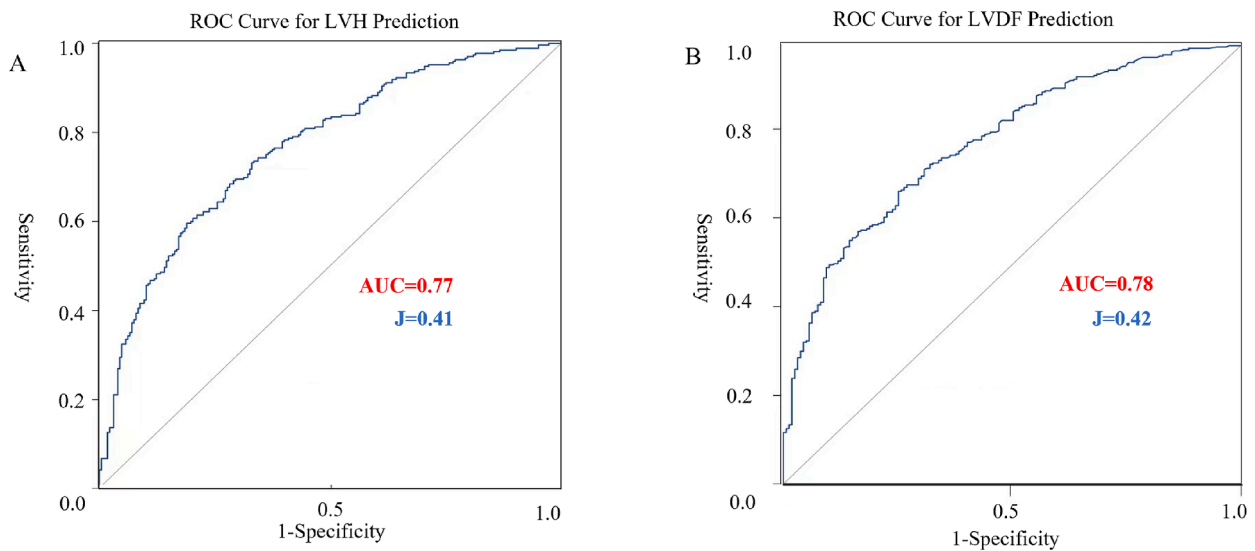 ROC Curve for LVH Prediction
A
1.0
0.8
0.6
0.4
0.2
0.0
Sensitivity
AUC=0.77
J=0.41
0.5
1.0
1-Specificity
ROC Curve for LVDF Prediction
B
1.0
0.8
0.6
0.4
0.2
0.0
Sensitivity
AUC=0.78
J=0.42
0.5
1.0
1-Specificity